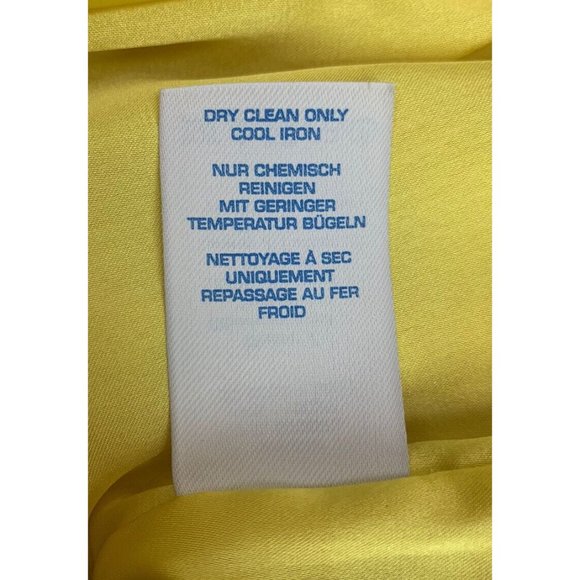 DRY CLEAN ONLY
COOL IRON
NUR CHEMISCH
REINIGEN
MIT GERINGER
TEMPERATUR BÜGELN
NETTOYAGE À SEC
UNIQUEMENT
REPASSAGE AU FER
FROID